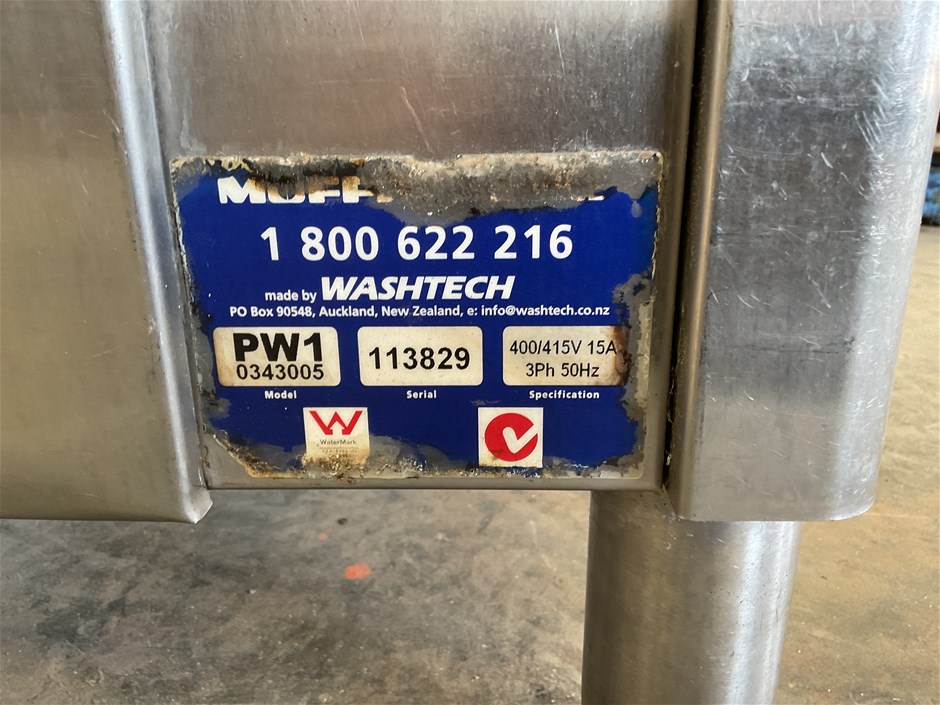 1 800 622 216
made by WASHTECH
PO Box 90548, Auckland, New Zealand, e: info@washtech.co.nz
PW1
0343005
Model
113829
Serial
400/415V 15A
3Ph 50Hz
Specification
WaterMark